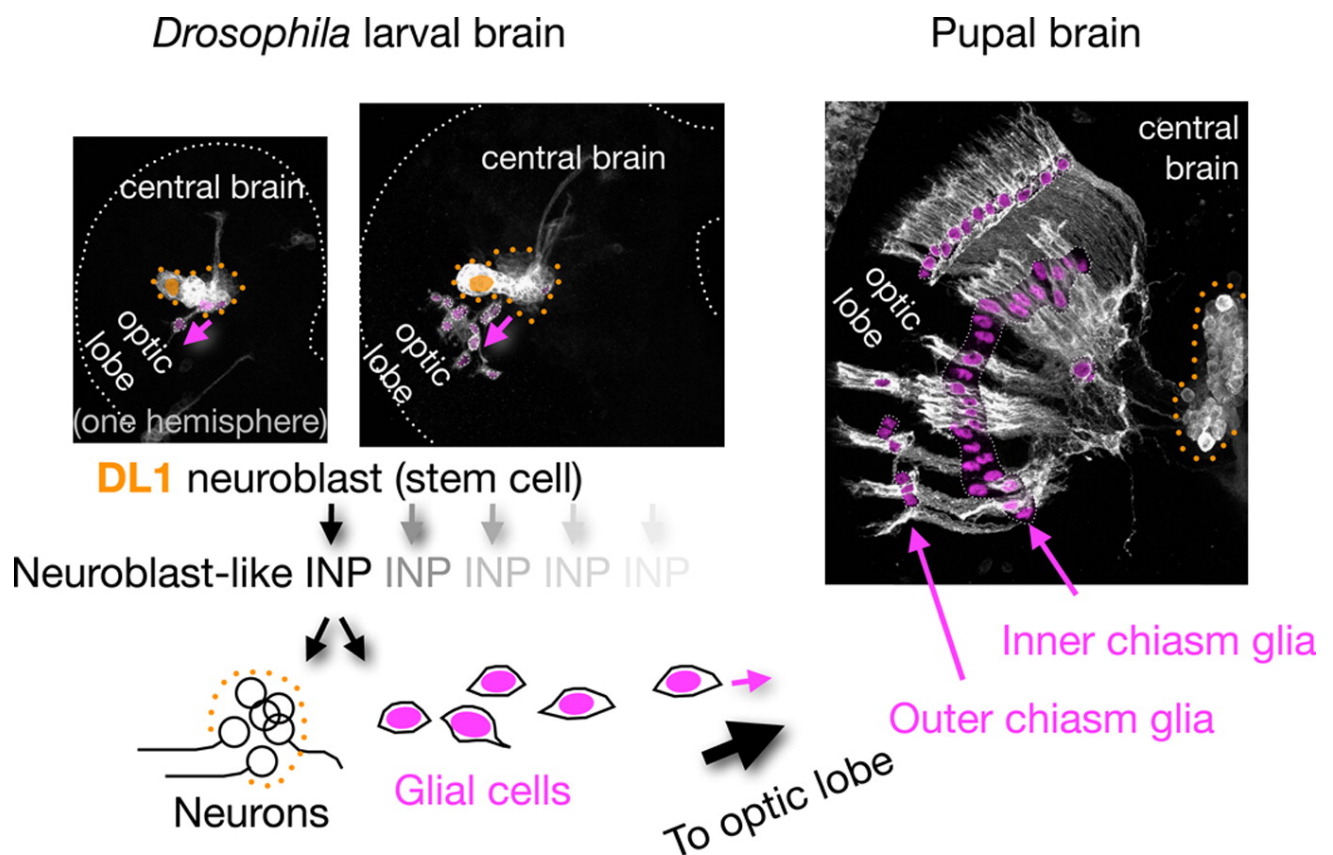 Drosophila larval brain
Pupal brain
central brain
optic
lobe
(one hemisphere)
central brain
optic
lobe
central
brain
optic
lobe
DL1 neuroblast (stem cell)
Neuroblast-like INP INP INP INP INP
Inner chiasm glia
Outer chiasm glia
Neurons
Glial cells
To optic lobe